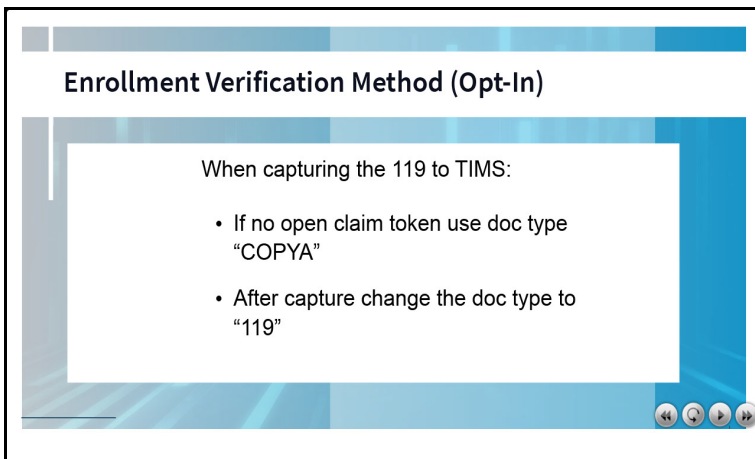 Enrollment Verification Method (Opt-In)
When capturing the 119 to TIMS:
• If no open claim token use doc type
“COPYA”
• After capture change the doc type to
“119”